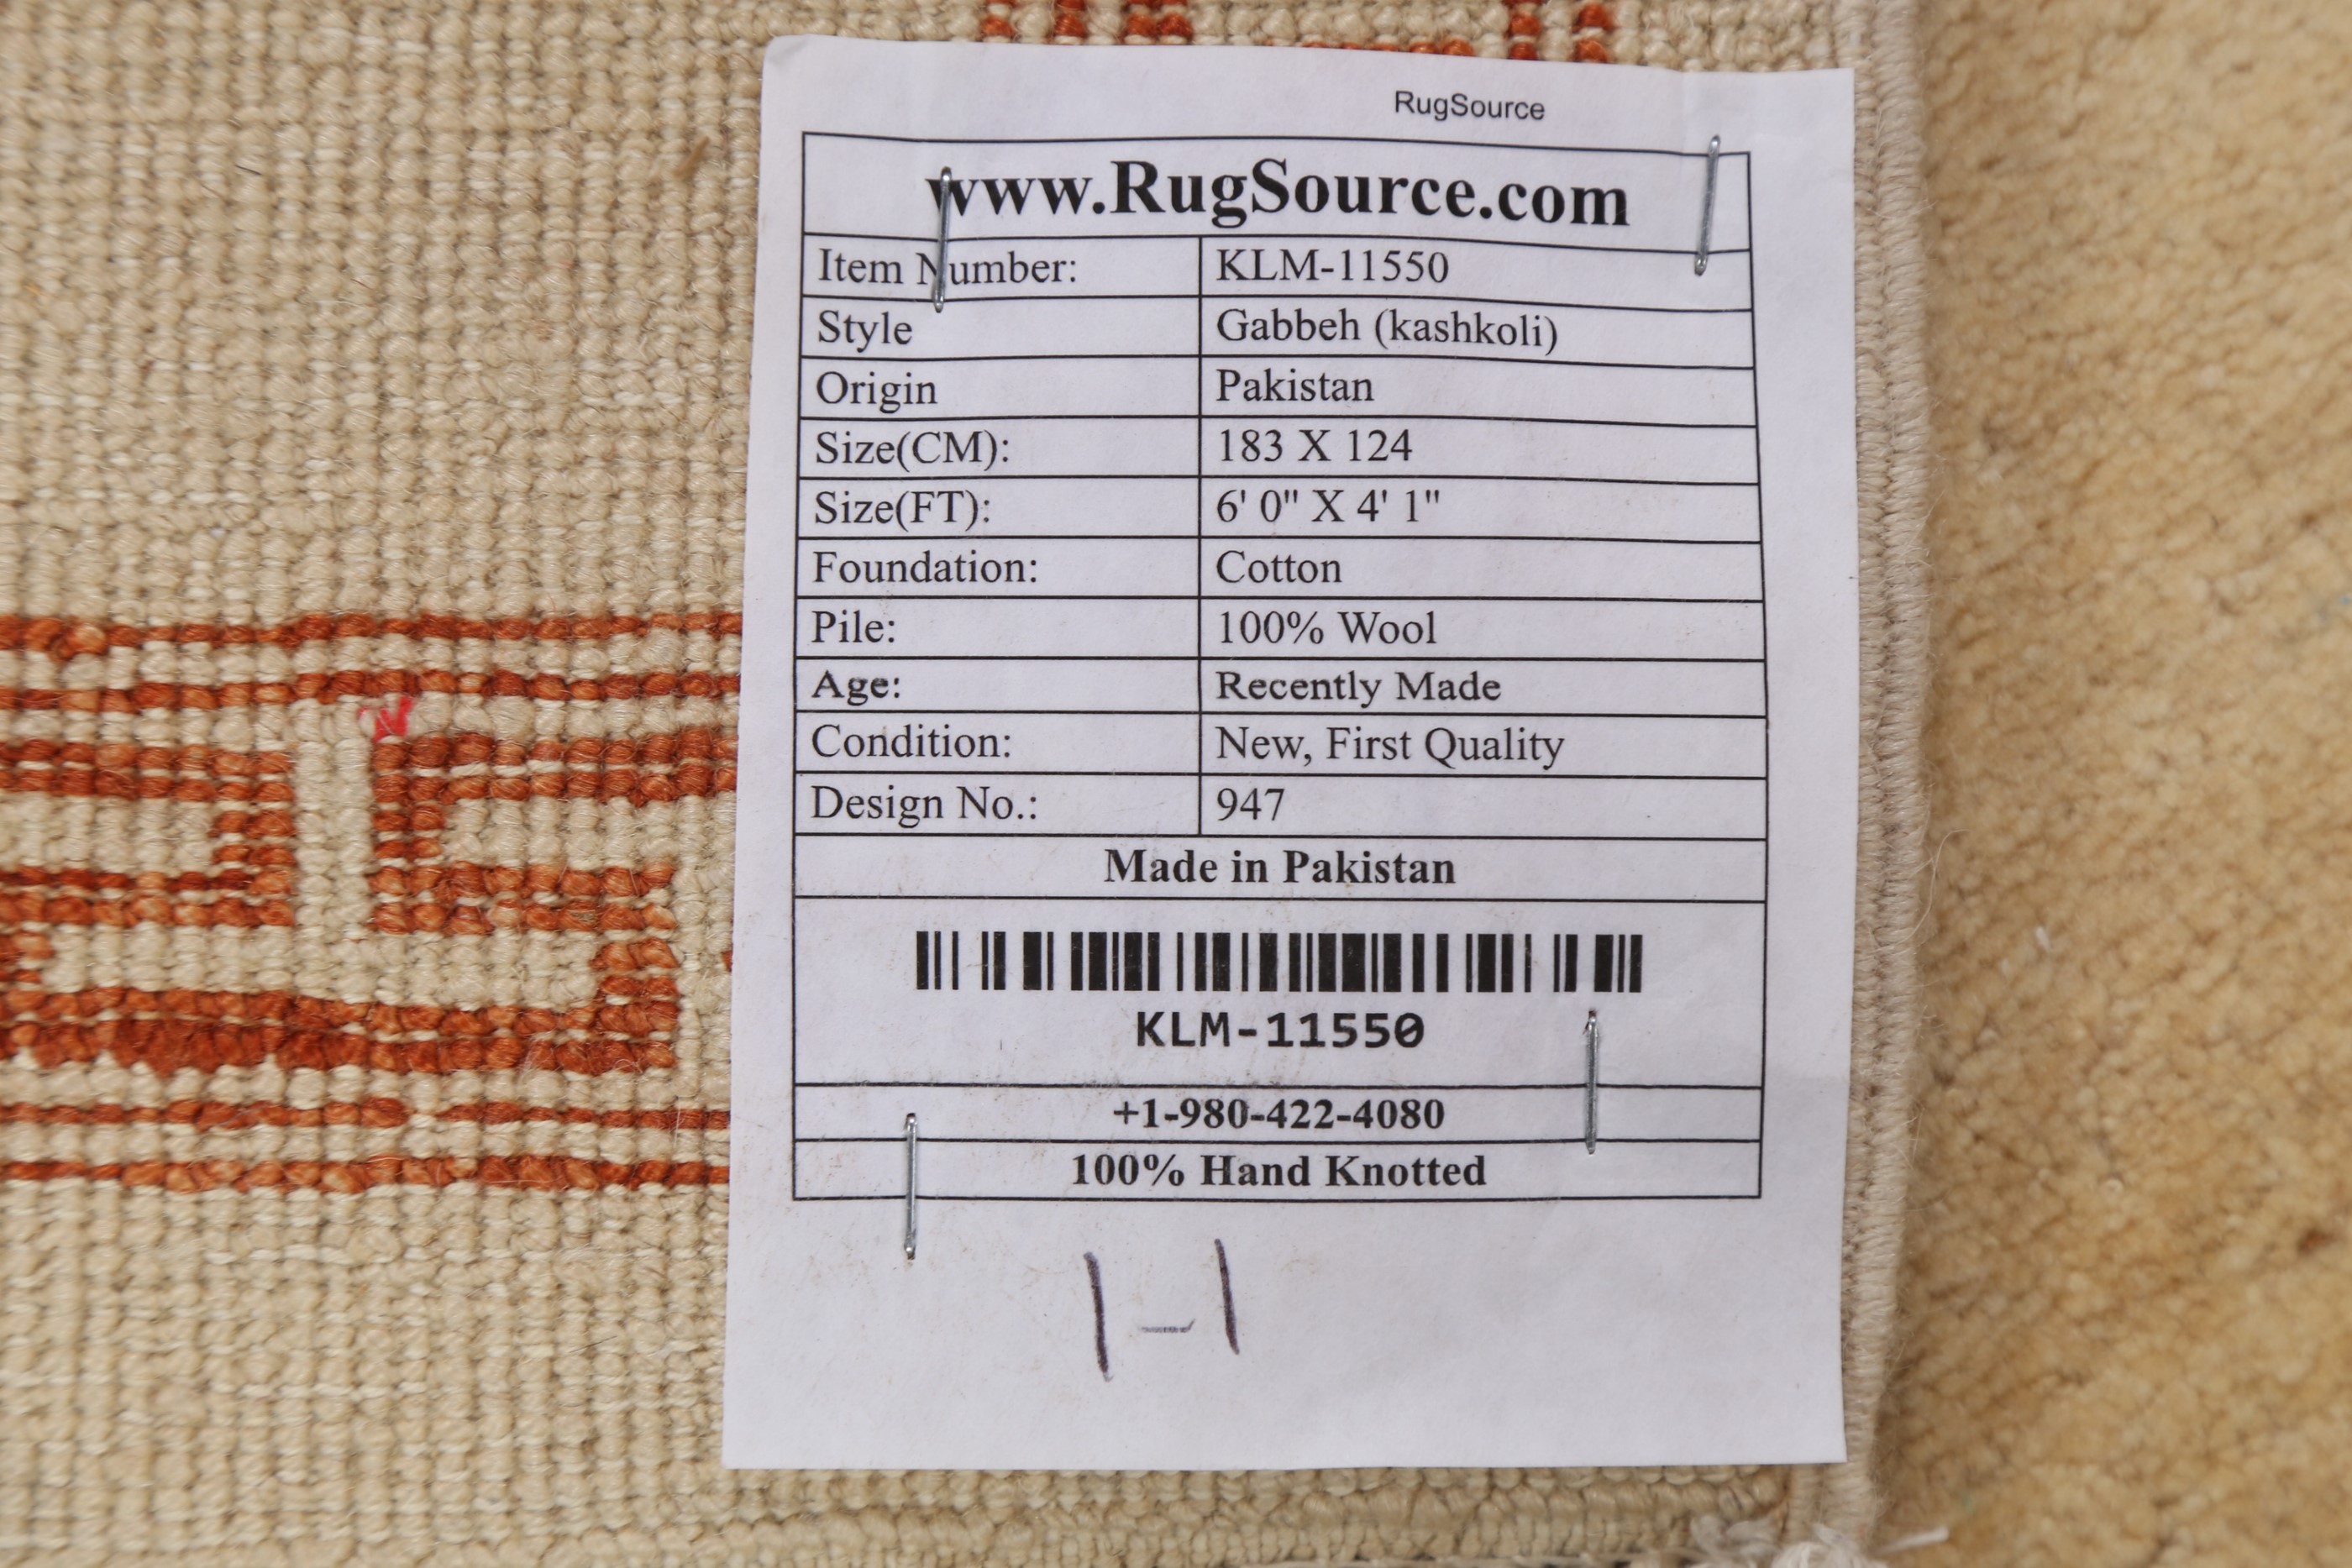 RugSource
www.RugSource.com
Item Number: KLM-11550
Style Gabbeh (kashkoli)
Origin Pakistan
Size(CM): 183 X 124
Size(FT): 6' 0" X 4' 1"
Foundation: Cotton
Pile: 100% Wool
Age: Recently Made
Condition: New, First Quality
Design No.: 947
Made in Pakistan
KLM-11550
+1-980-422-4080
100% Hand Knotted
1-1